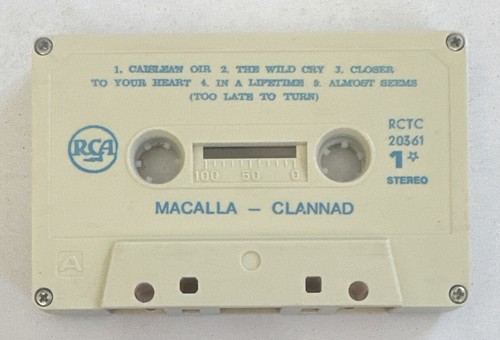 1. CAISLEAN OIR 2. THE WILD CRY 3. CLOSER
TO YOUR HEART 4. IN A LIFETIME 5. ALMOST SEEMS
(TOO LATE TO TURN)
RCA
RCTC
20361
1☆
STEREO
100 50 0
MACALLA – CLANNAD
A